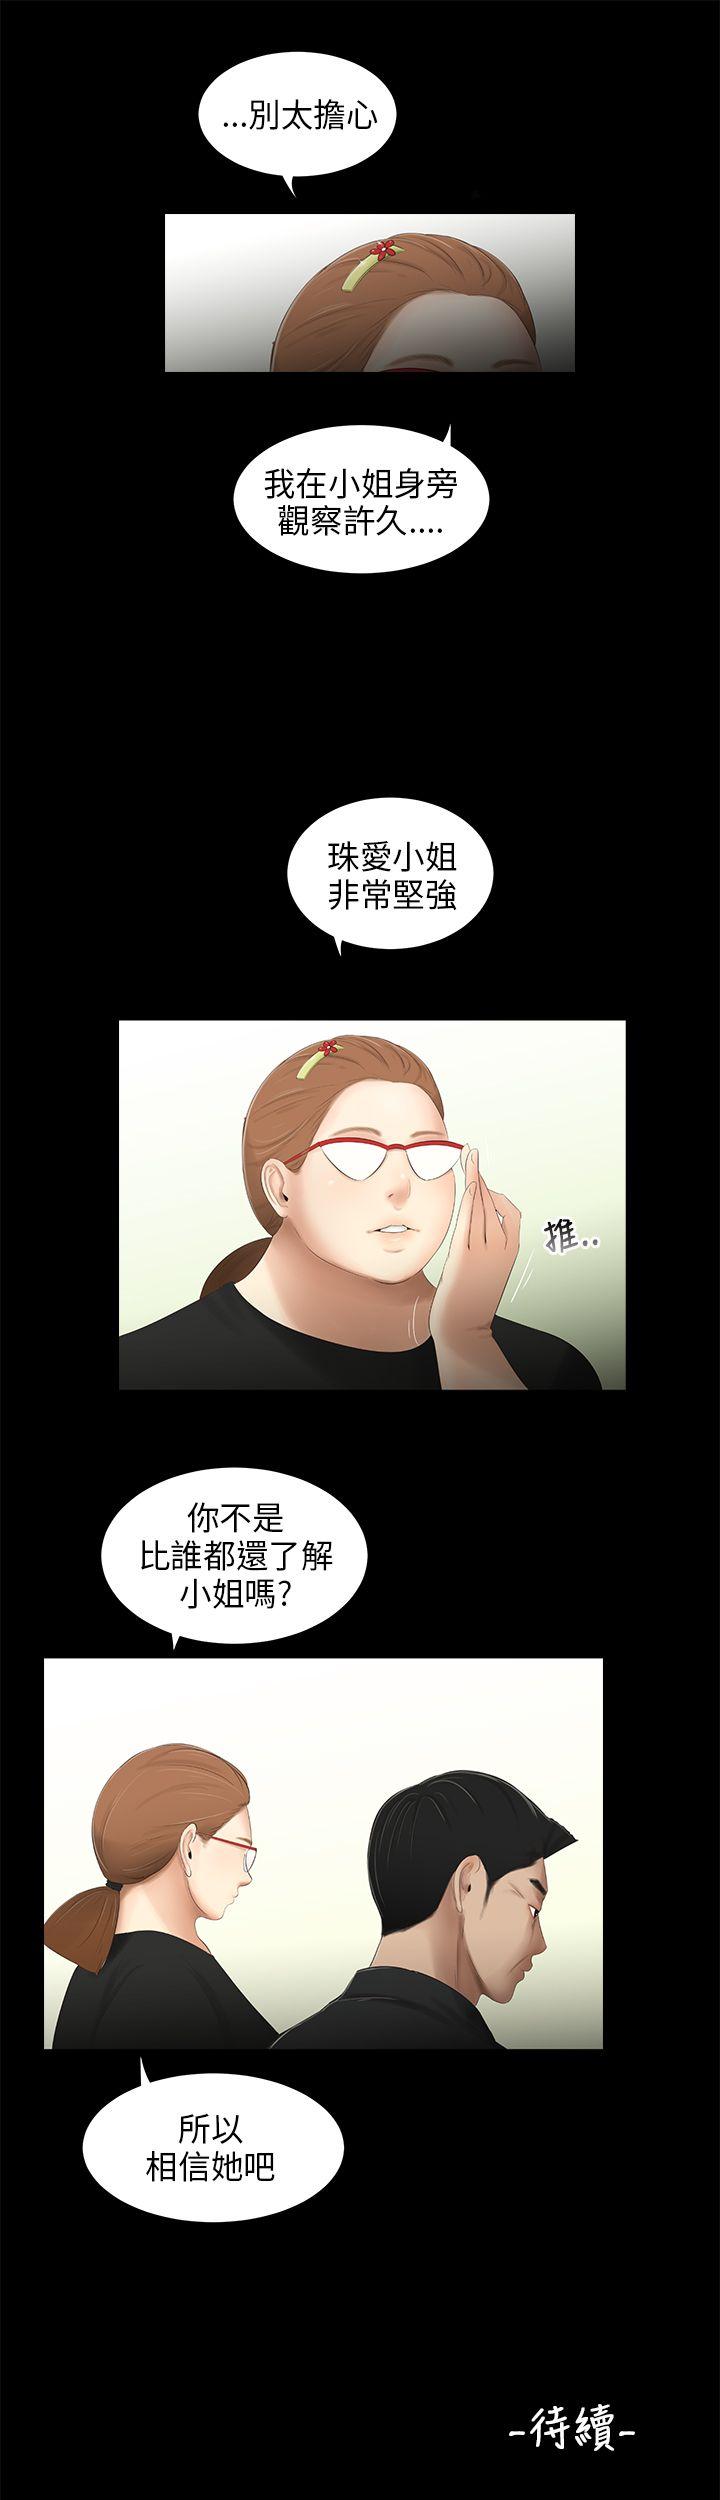 ...別太擔心
我在小姐身旁
觀察許久....
珠愛小姐
非常堅強
推..
你不是
比誰都還了解
小姐嗎?
所以
相信她吧
-待續-